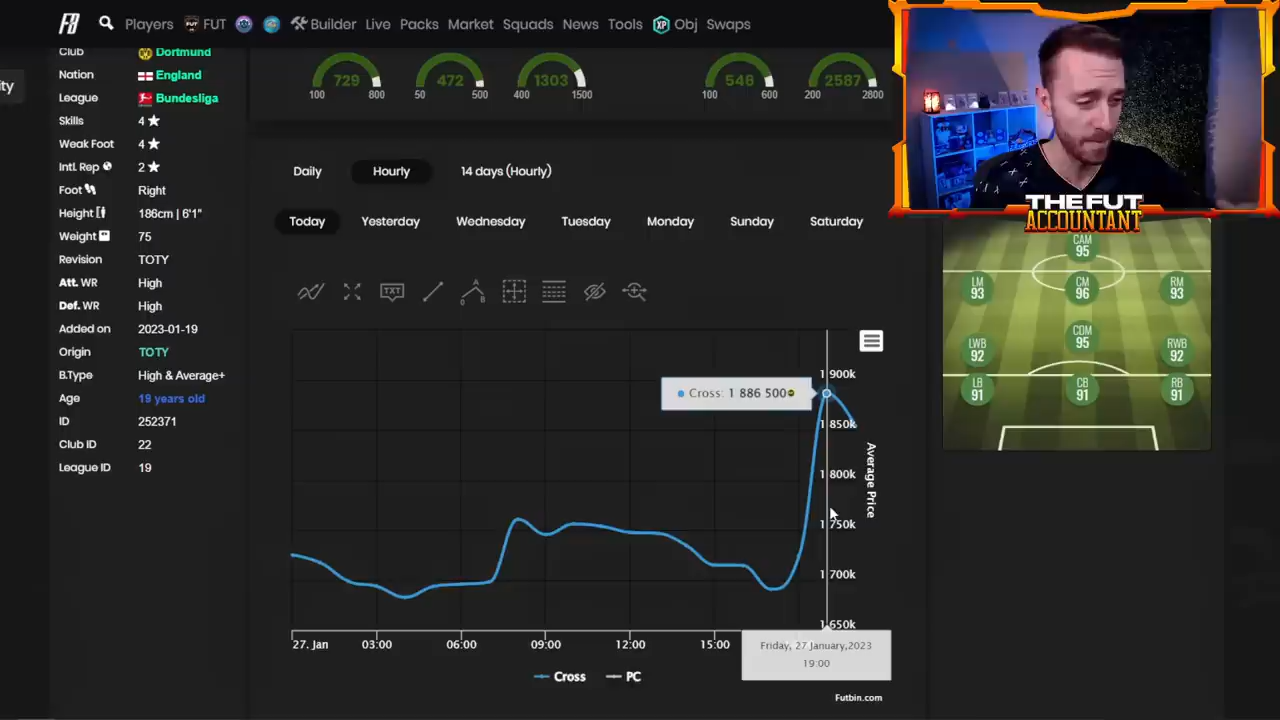 F8 Players FUT Builder Live Packs Market Squads News Tools XP Obj Swaps
ty
Club Dortmund
Nation England
League Bundesliga
Skills 4
Weak Foot 4
Intl. Rep 2
Foot Right
Height 186cm | 6'1"
Weight 75
Revision TOTY
Att. WR High
Def. WR High
Added on 2023-01-19
Origin TOTY
B.Type High & Average+
Age 19 years old
ID 252371
Club ID 22
League ID 19
729 472 1303 546 2587
100 800 50 500 400 1500 100 600 200 2800
Daily Hourly 14 days (Hourly)
Today Yesterday Wednesday Tuesday Monday Sunday Saturday
TXT
Cross: 1 886 500
1 900k
1 850k
1 800k
1 750k
1 700k
1 650k
Average Price
27. Jan 03:00 06:00 09:00 12:00 15:00
Friday, 27 January,2023
19:00
Cross PC
Futbin.com
THE FUT
ACCOUNTANT
CAM
95
LM
93
CM
96
RM
93
CDM
95
LWB
92
RWB
92
LB
91
CB
91
RB
91